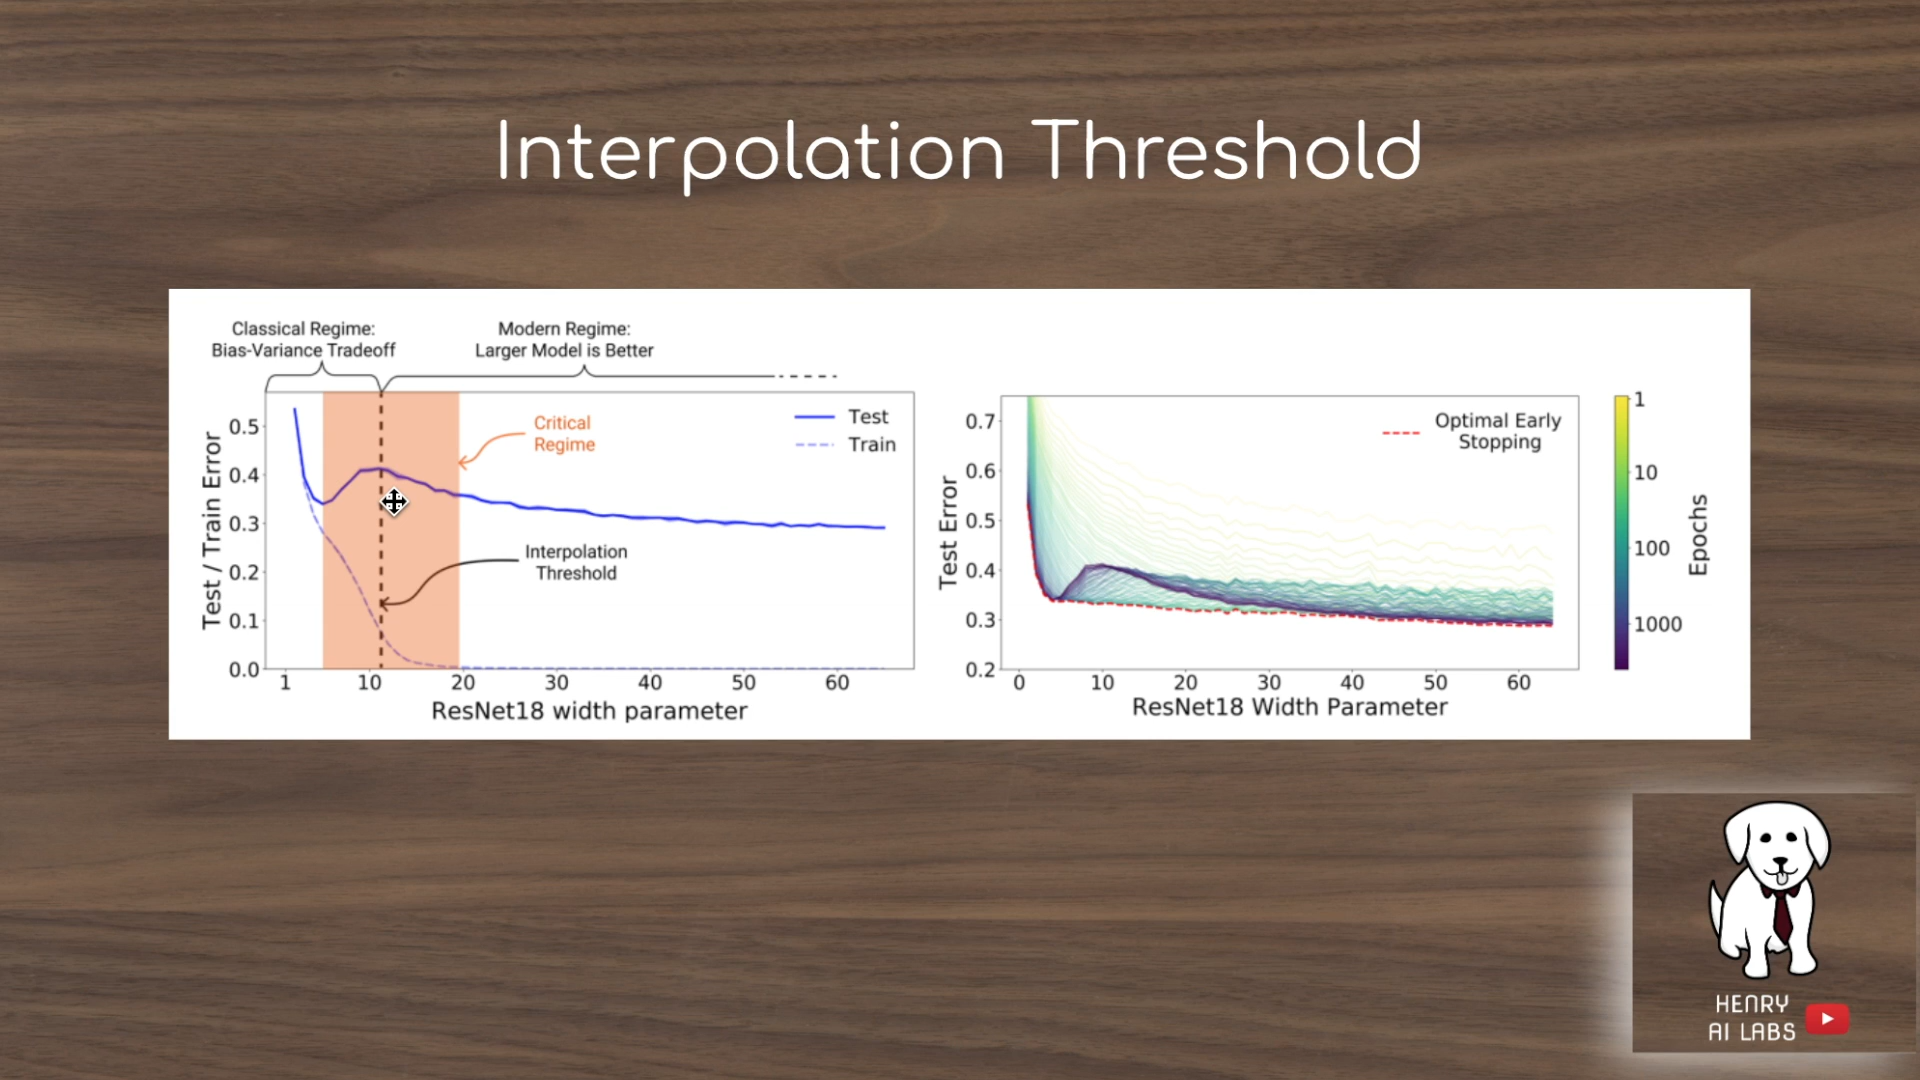 Interpolation Threshold
Classical Regime:
Bias-Variance Tradeoff
Modern Regime:
Larger Model is Better
Test / Train Error
0.5
0.4
0.3
0.2
0.1
0.0
Critical
Regime
Test
Train
Interpolation
Threshold
1 10 20 30 40 50 60
ResNet18 width parameter
Test Error
0.7
0.6
0.5
0.4
0.3
0.2
Optimal Early
Stopping
0 10 20 30 40 50 60
ResNet18 Width Parameter
1
10
100
1000
Epochs
HENRY
AI LABS